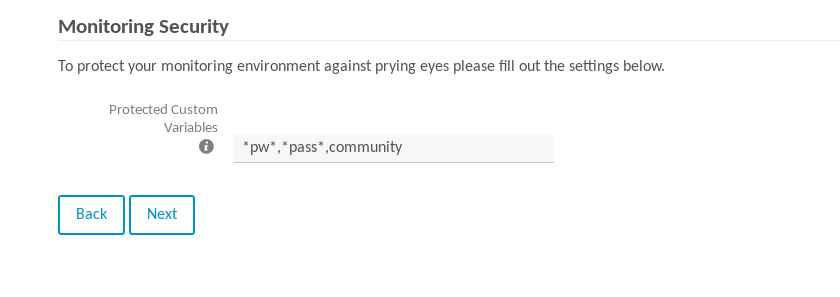 Monitoring Security
To protect your monitoring environment against prying eyes please fill out the settings below.
Protected Custom
Variables
*pw*,*pass*,community
Back
Next